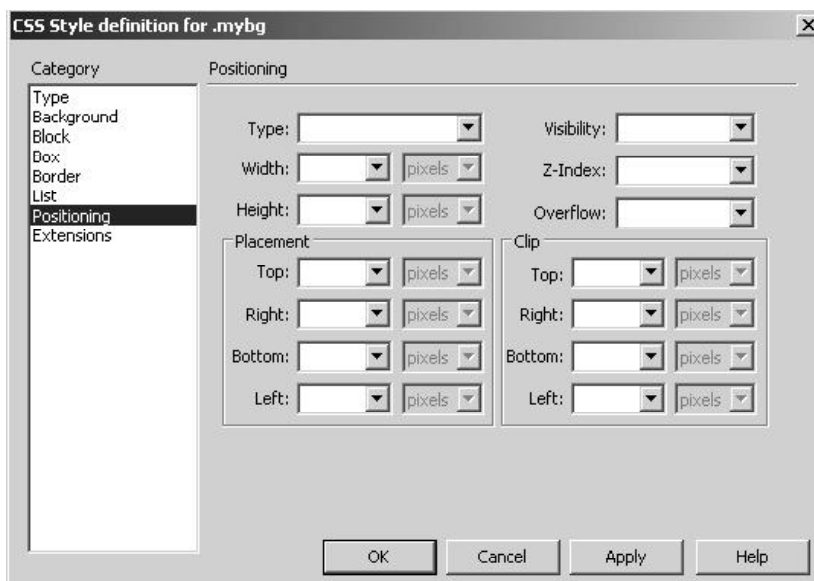 CSS Style definition for .mybg
Category
Type
Background
Block
Box
Border
List
Positioning
Extensions
Positioning
Type:
Visibility:
Width: pixels
Z-Index:
Height: pixels
Overflow:
Placement
Top: pixels
Right: pixels
Bottom: pixels
Left: pixels
Clip
Top: pixels
Right: pixels
Bottom: pixels
Left: pixels
OK
Cancel
Apply
Help